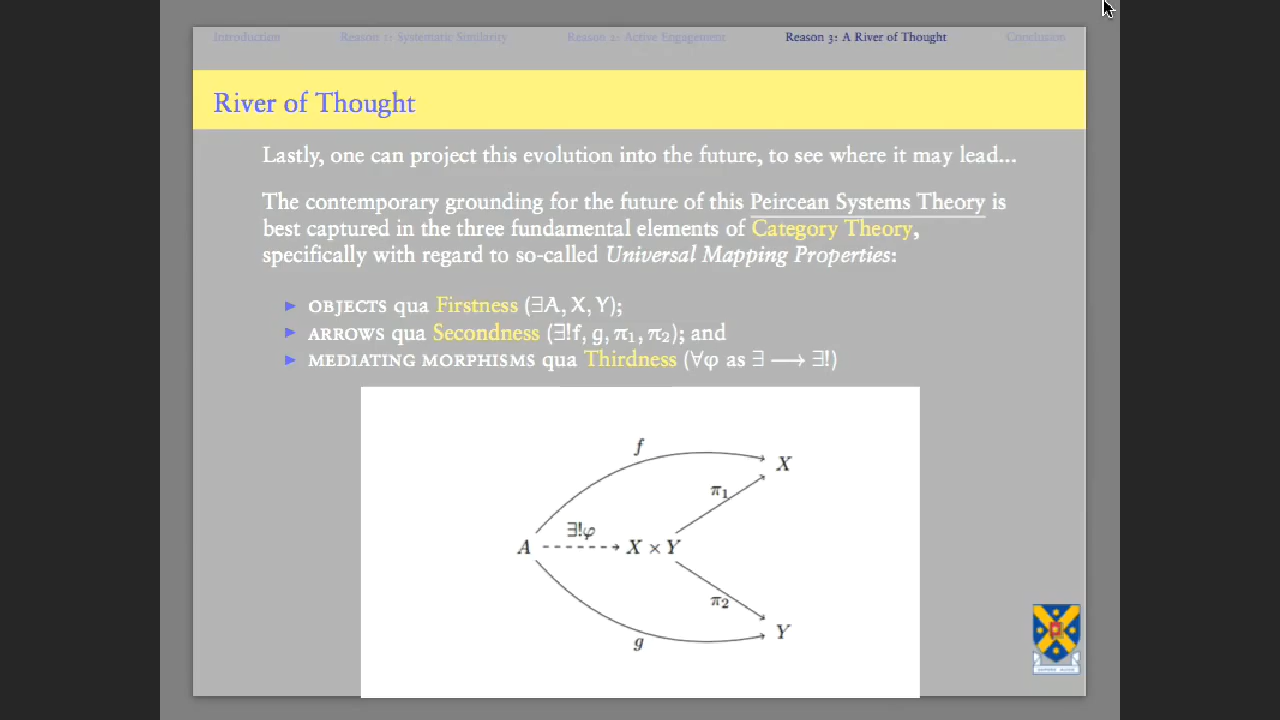 Introduction Reason 1: Systematic Similarity Reason 2: Active Engagement Reason 3: A River of Thought Conclusion
River of Thought
Lastly, one can project this evolution into the future, to see where it may lead...
The contemporary grounding for the future of this Peircean Systems Theory is
best captured in the three fundamental elements of Category Theory,
specifically with regard to so-called Universal Mapping Properties:
► OBJECTS qua Firstness (∃A, X, Y);
► ARROWS qua Secondness (∃!f, g, π₁, π₂); and
► MEDIATING MORPHISMS qua Thirdness (∀φ as ∃ ⟶ ∃!)
f
X
π₁
∃!φ
A X × Y
π₂
Y
g